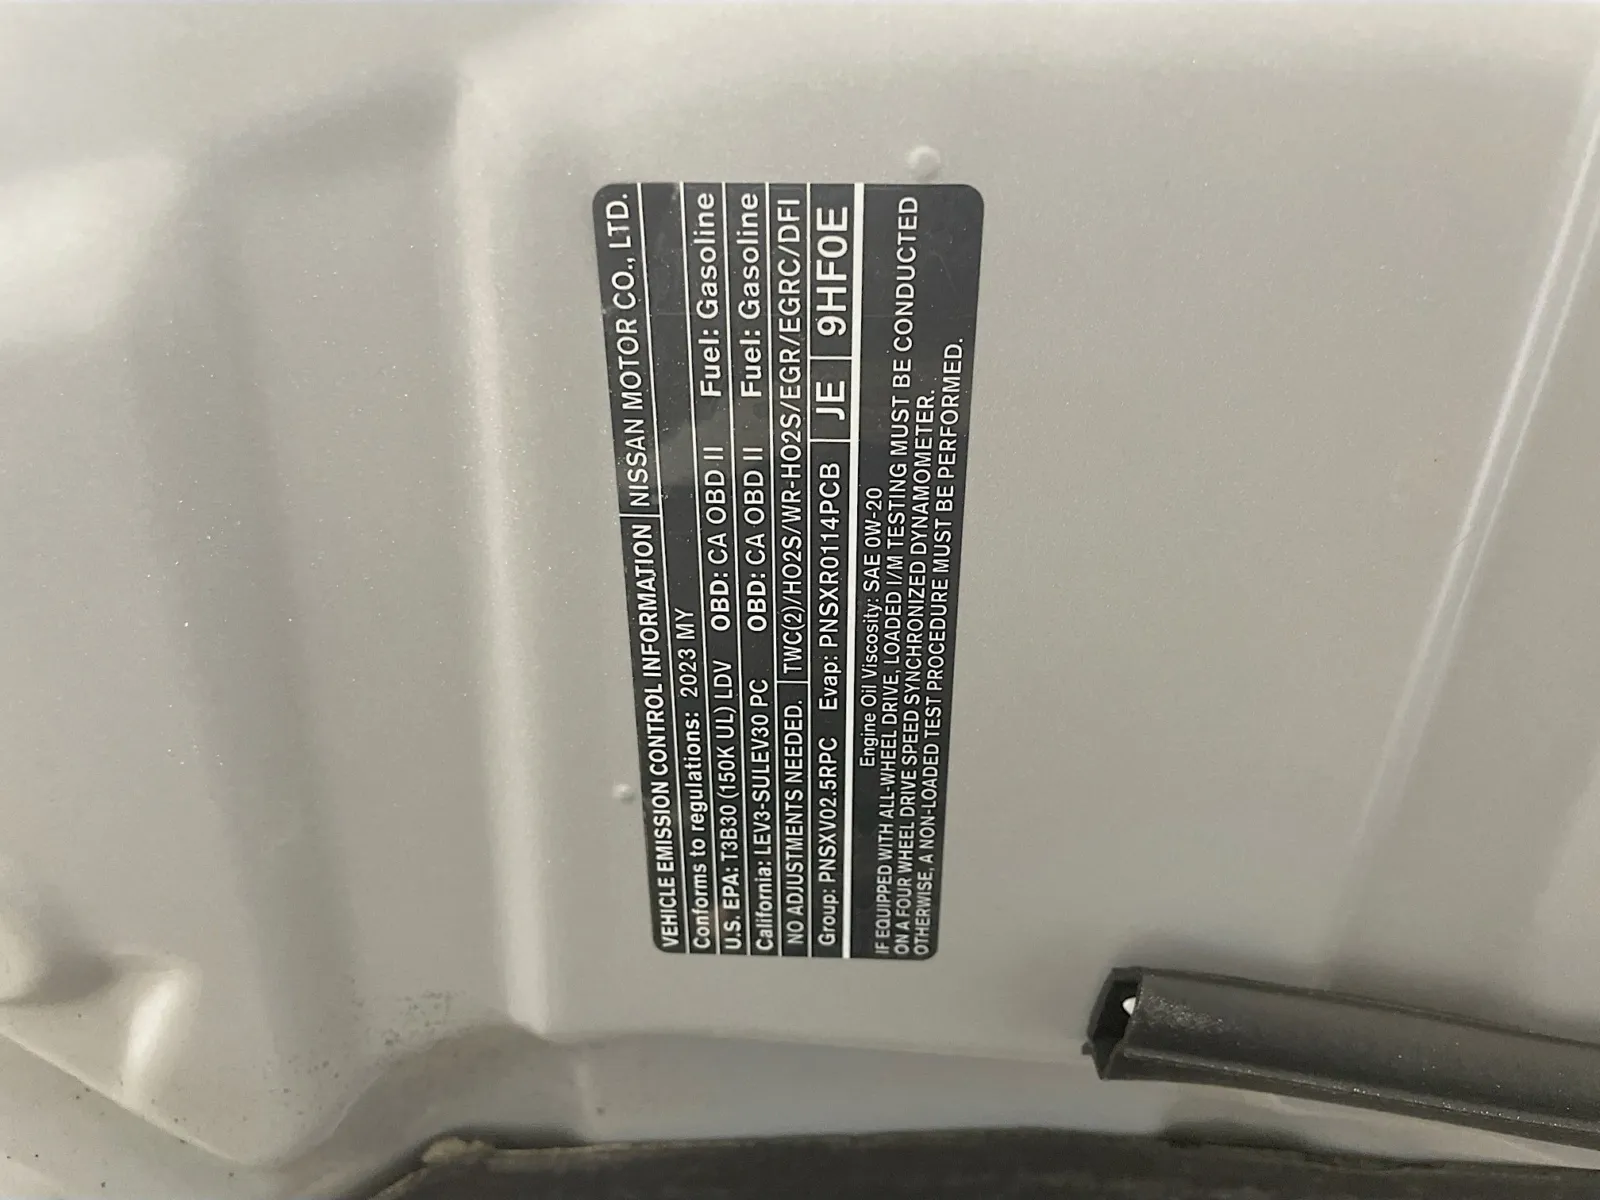 VEHICLE EMISSION CONTROL INFORMATION NISSAN MOTOR CO., LTD.
Conforms to regulations: 2023 MY
U.S. EPA: T3B30 (150K UL) LDV OBD: CA OBD II Fuel: Gasoline
California: LEV3-SULEV30 PC OBD: CA OBD II Fuel: Gasoline
NO ADJUSTMENTS NEEDED. TWC(2)/HO2S/WR-HO2S/EGR/EGRC/DFI
Group: PNSXV02.5RPC Evap: PNSXR0114PCB JE 9HF0E
Engine Oil Viscosity: SAE 0W-20
IF EQUIPPED WITH ALL-WHEEL DRIVE, LOADED I/M TESTING MUST BE CONDUCTED
ON A FOUR WHEEL DRIVE SPEED SYNCHRONIZED DYNAMOMETER.
OTHERWISE, A NON-LOADED TEST PROCEDURE MUST BE PERFORMED.